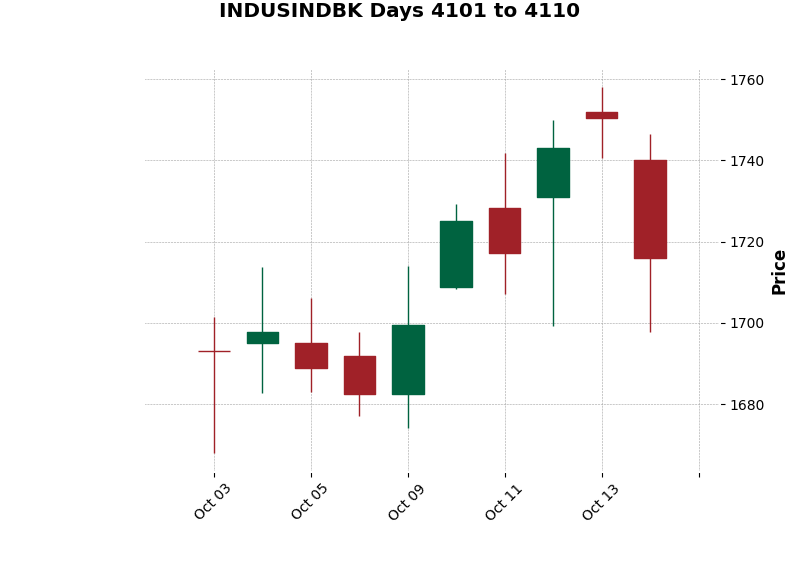 INDUSINDBK Days 4101 to 4110
1760
1740
1720
1700
1680
Price
Oct 03
Oct 05
Oct 09
Oct 11
Oct 13